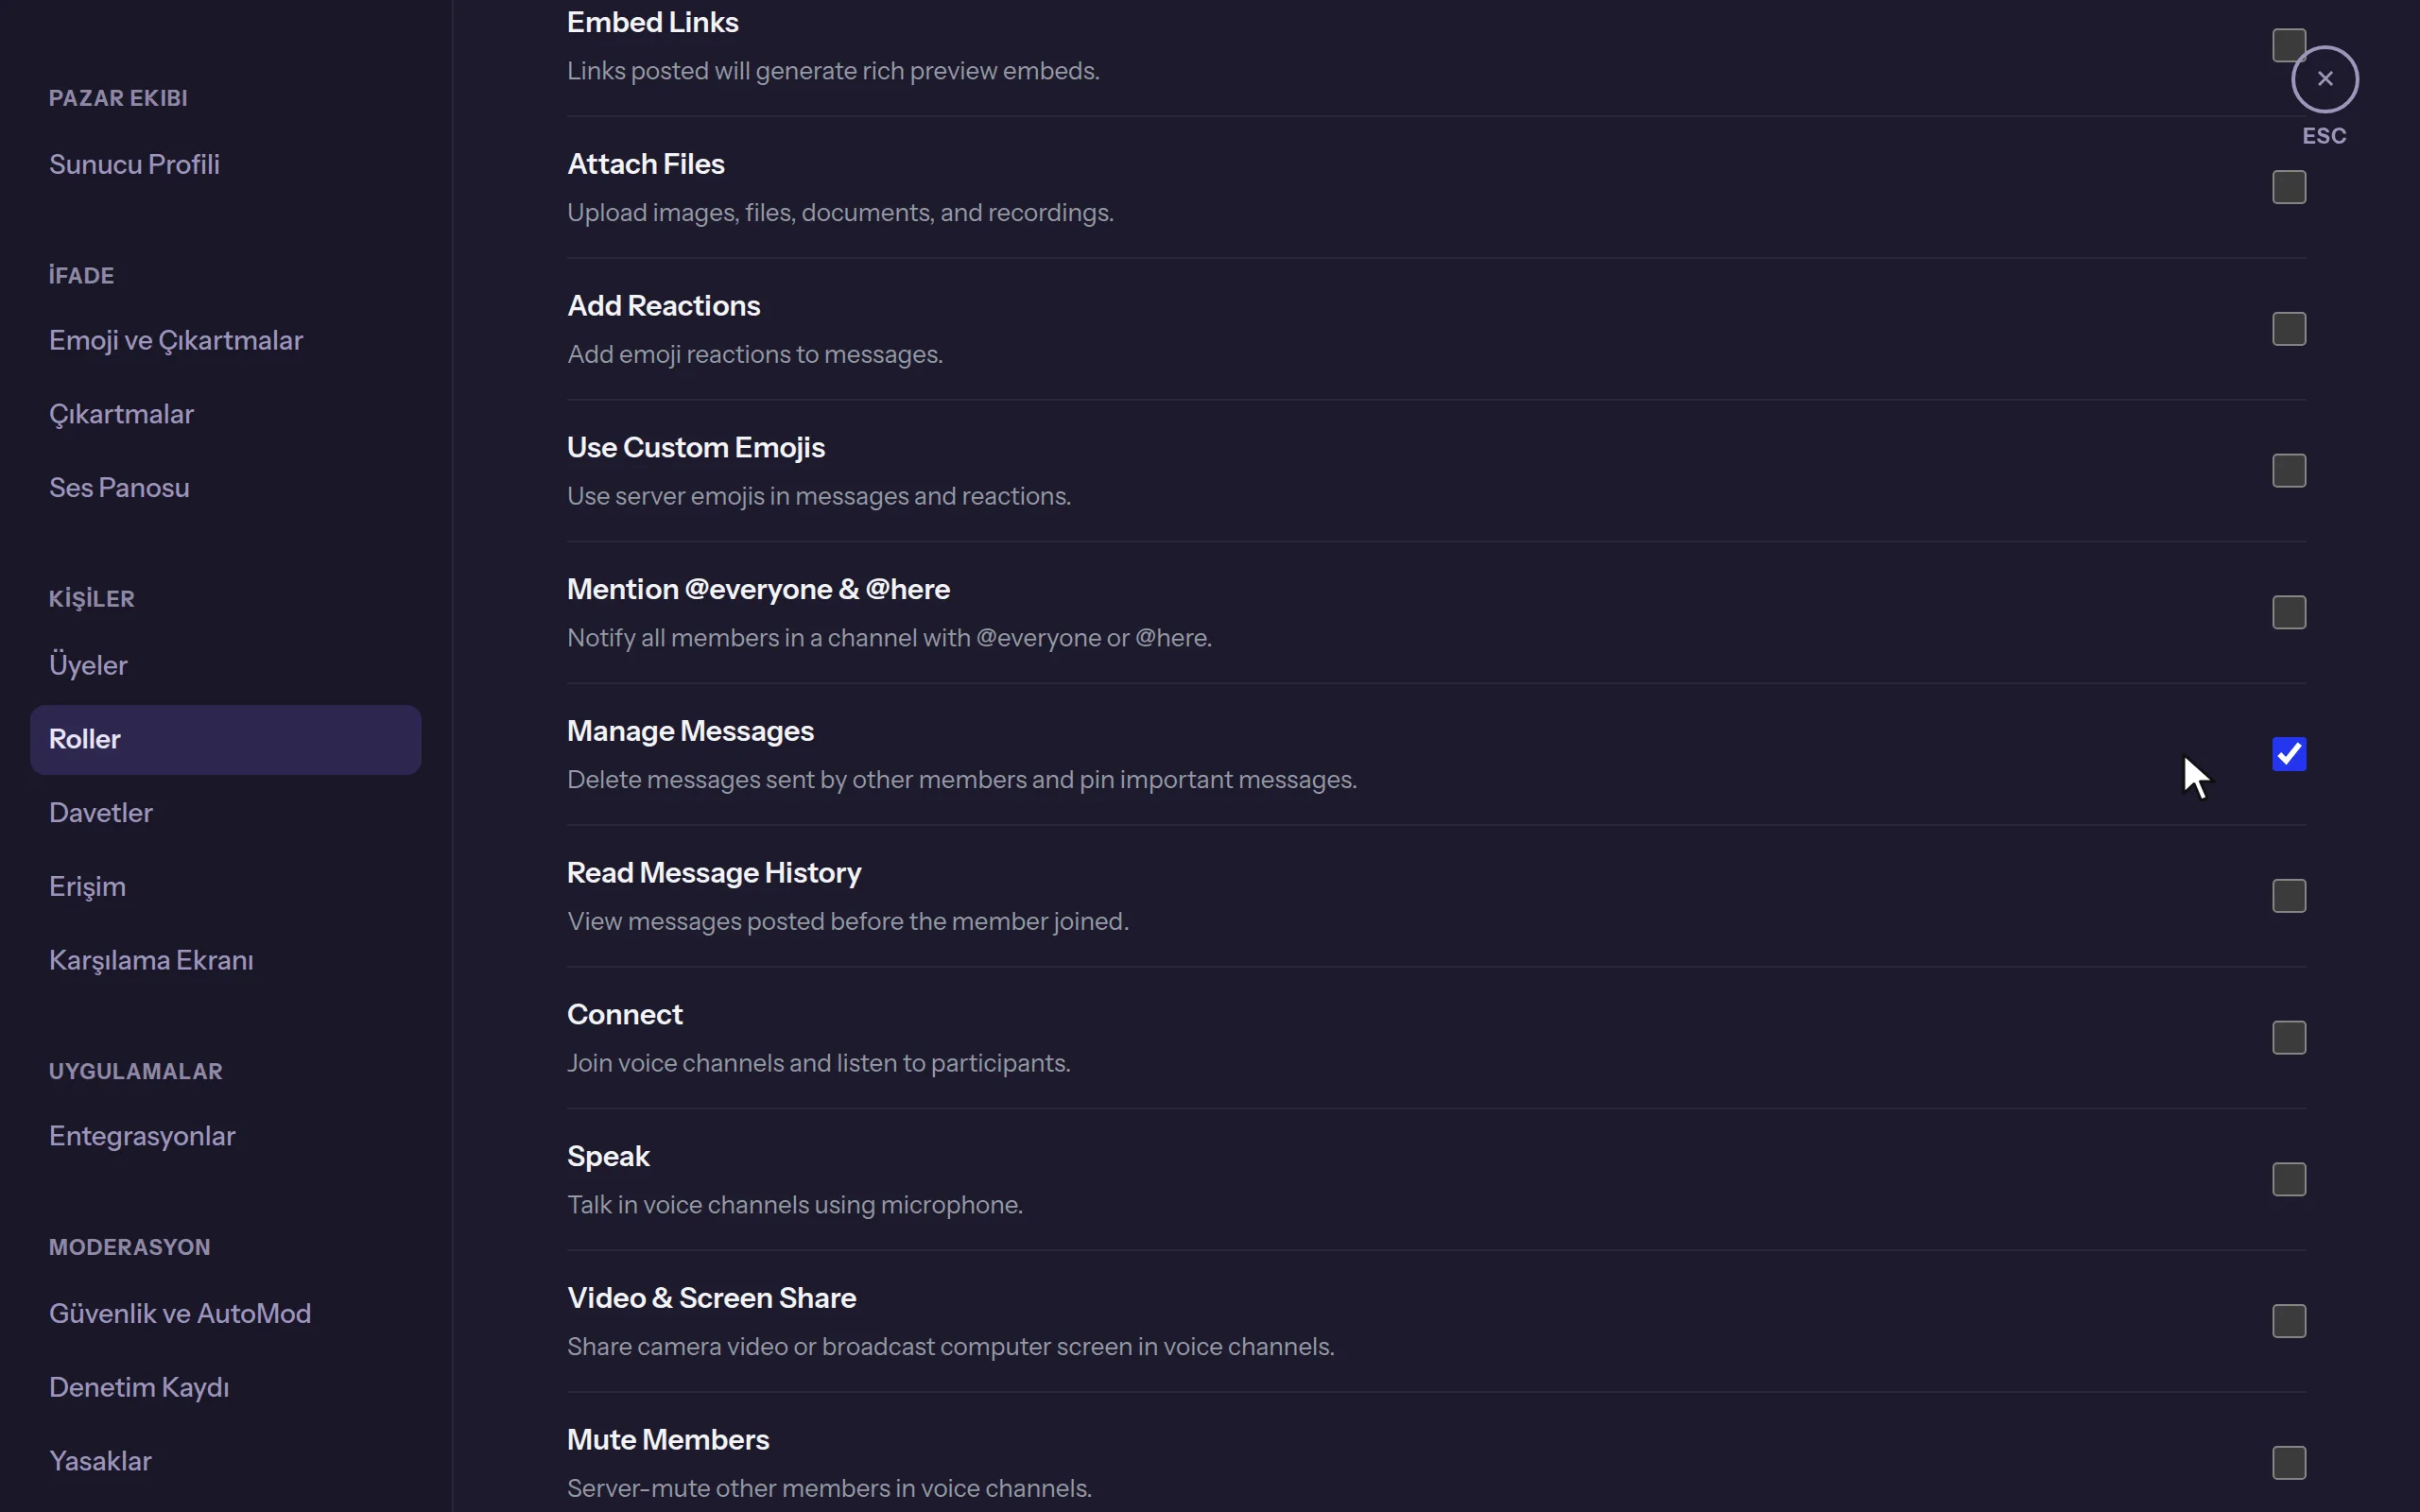 PAZAR EKIBI
Sunucu Profili
İFADE
Emoji ve Çıkartmalar
Çıkartmalar
Ses Panosu
KİŞİLER
Üyeler
Roller
Davetler
Erişim
Karşılama Ekranı
UYGULAMALAR
Entegrasyonlar
MODERASYON
Güvenlik ve AutoMod
Denetim Kaydı
Yasaklar
Embed Links
Links posted will generate rich preview embeds.
Attach Files
Upload images, files, documents, and recordings.
Add Reactions
Add emoji reactions to messages.
Use Custom Emojis
Use server emojis in messages and reactions.
Mention @everyone & @here
Notify all members in a channel with @everyone or @here.
Manage Messages
Delete messages sent by other members and pin important messages.
Read Message History
View messages posted before the member joined.
Connect
Join voice channels and listen to participants.
Speak
Talk in voice channels using microphone.
Video & Screen Share
Share camera video or broadcast computer screen in voice channels.
Mute Members
Server-mute other members in voice channels.
ESC